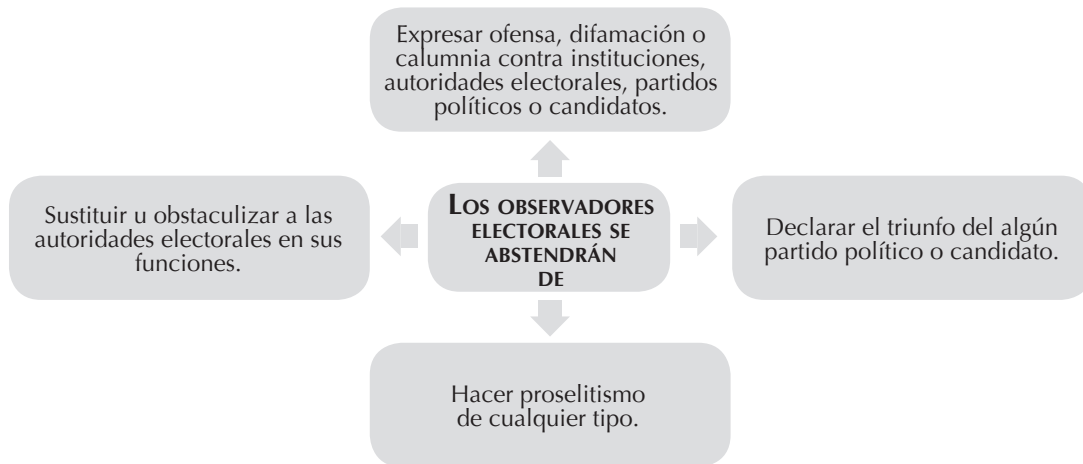 Expresar ofensa, difamación o
calumnia contra instituciones,
autoridades electorales, partidos
políticos o candidatos.
Sustituir u obstaculizar a las
autoridades electorales en sus
funciones.
LOS OBSERVADORES
ELECTORALES SE
ABSTENDRÁN
DE
Declarar el triunfo del algún
partido político o candidato.
Hacer proselitismo
de cualquier tipo.